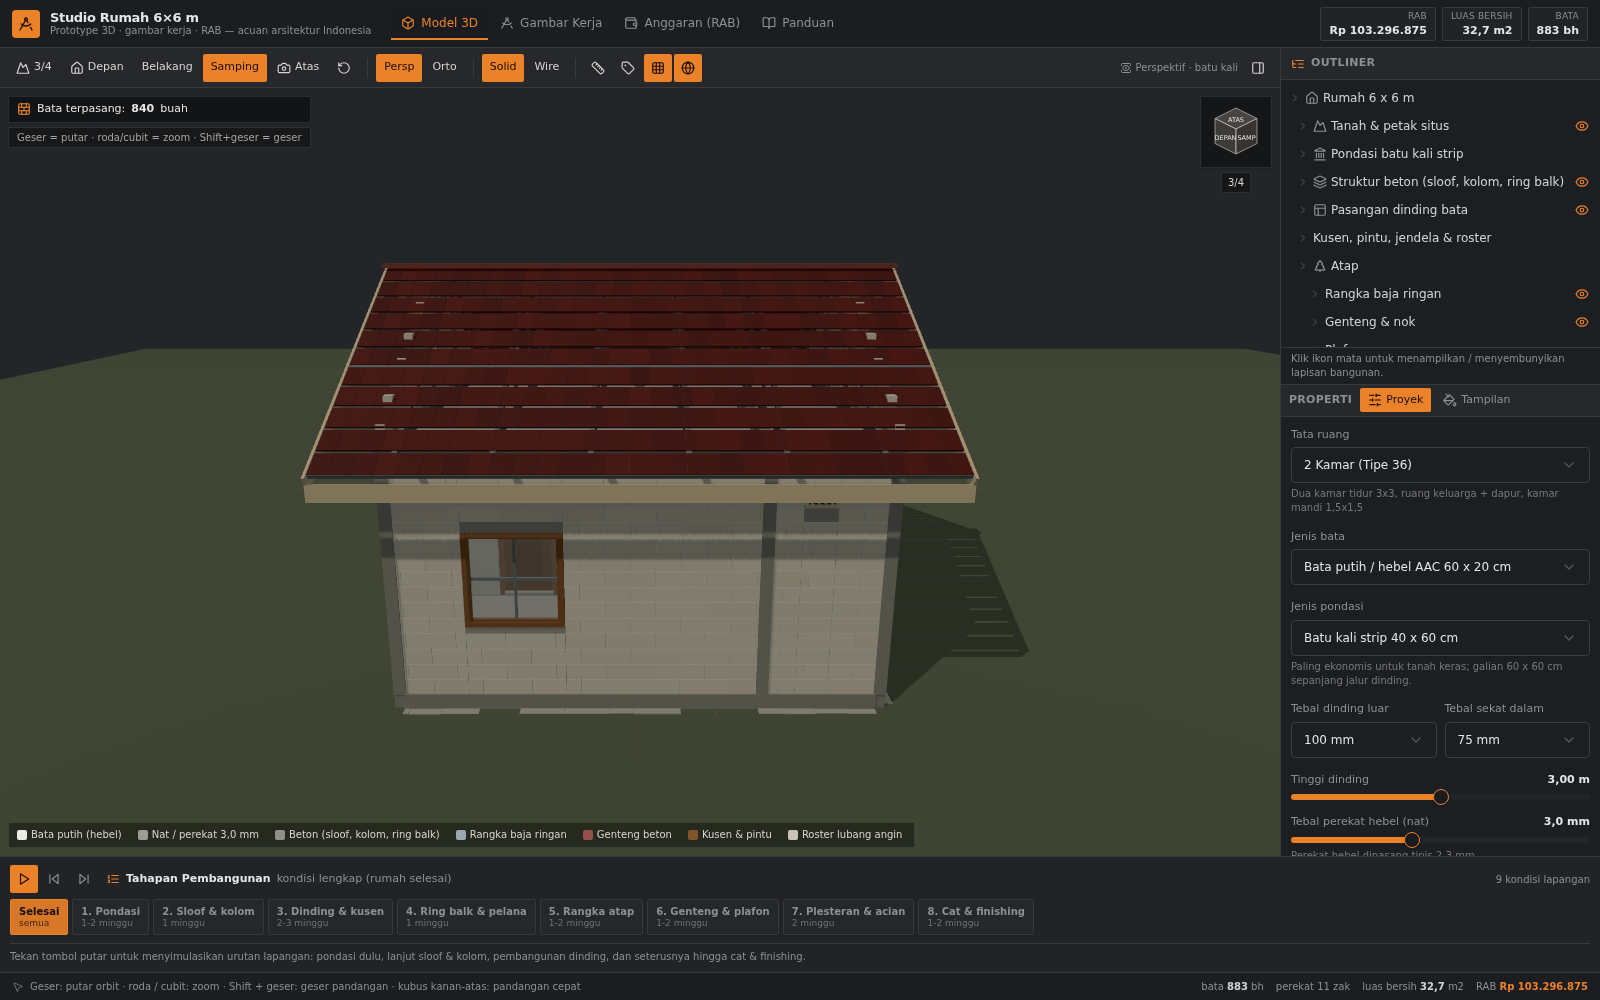 Studio Rumah 6×6 m
Prototype 3D · gambar kerja · RAB — acuan arsitektur Indonesia
Model 3D
Gambar Kerja
Anggaran (RAB)
Panduan
RAB
Rp 103.296.875
LUAS BERSIH
32,7 m2
BATA
883 bh
3/4
Depan
Belakang
Samping
Atas
Persp
Orto
Solid
Wire
Perspektif · batu kali
Bata terpasang: 840 buah
Geser = putar · roda/cubit = zoom · Shift+geser = geser
ATAS
DEPAN
SAMP
3/4
Bata putih (hebel)
Nat / perekat 3,0 mm
Beton (sloof, kolom, ring balk)
Rangka baja ringan
Genteng beton
Kusen & pintu
Roster lubang angin
OUTLINER
Rumah 6 x 6 m
Tanah & petak situs
Pondasi batu kali strip
Struktur beton (sloof, kolom, ring balk)
Pasangan dinding bata
Kusen, pintu, jendela & roster
Atap
Rangka baja ringan
Genteng & nok
Klik ikon mata untuk menampilkan / menyembunyikan
lapisan bangunan.
PROPERTI
Proyek
Tampilan
Tata ruang
2 Kamar (Tipe 36)
Dua kamar tidur 3x3, ruang keluarga + dapur, kamar
mandi 1,5x1,5
Jenis bata
Bata putih / hebel AAC 60 x 20 cm
Jenis pondasi
Batu kali strip 40 x 60 cm
Paling ekonomis untuk tanah keras; galian 60 x 60 cm
sepanjang jalur dinding.
Tebal dinding luar
Tebal sekat dalam
100 mm
75 mm
Tinggi dinding
3,00 m
Tebal perekat hebel (nat)
3,0 mm
Perekat hebel dipasang tipis 2-3 mm
Tahapan Pembangunan
kondisi lengkap (rumah selesai)
9 kondisi lapangan
Selesai
semua
1. Pondasi
1-2 minggu
2. Sloof & kolom
1 minggu
3. Dinding & kusen
2-3 minggu
4. Ring balk & pelana
1 minggu
5. Rangka atap
1-2 minggu
6. Genteng & plafon
1-2 minggu
7. Plesteran & acian
2 minggu
8. Cat & finishing
1-2 minggu
Tekan tombol putar untuk menyimulasikan urutan lapangan: pondasi dulu, lanjut sloof & kolom, pembangunan dinding, dan seterusnya hingga cat & finishing.
Geser: putar orbit · roda / cubit: zoom · Shift + geser: geser pandangan · kubus kanan-atas: pandangan cepat
bata 883 bh
perekat 11 zak
luas bersih 32,7 m2
RAB Rp 103.296.875